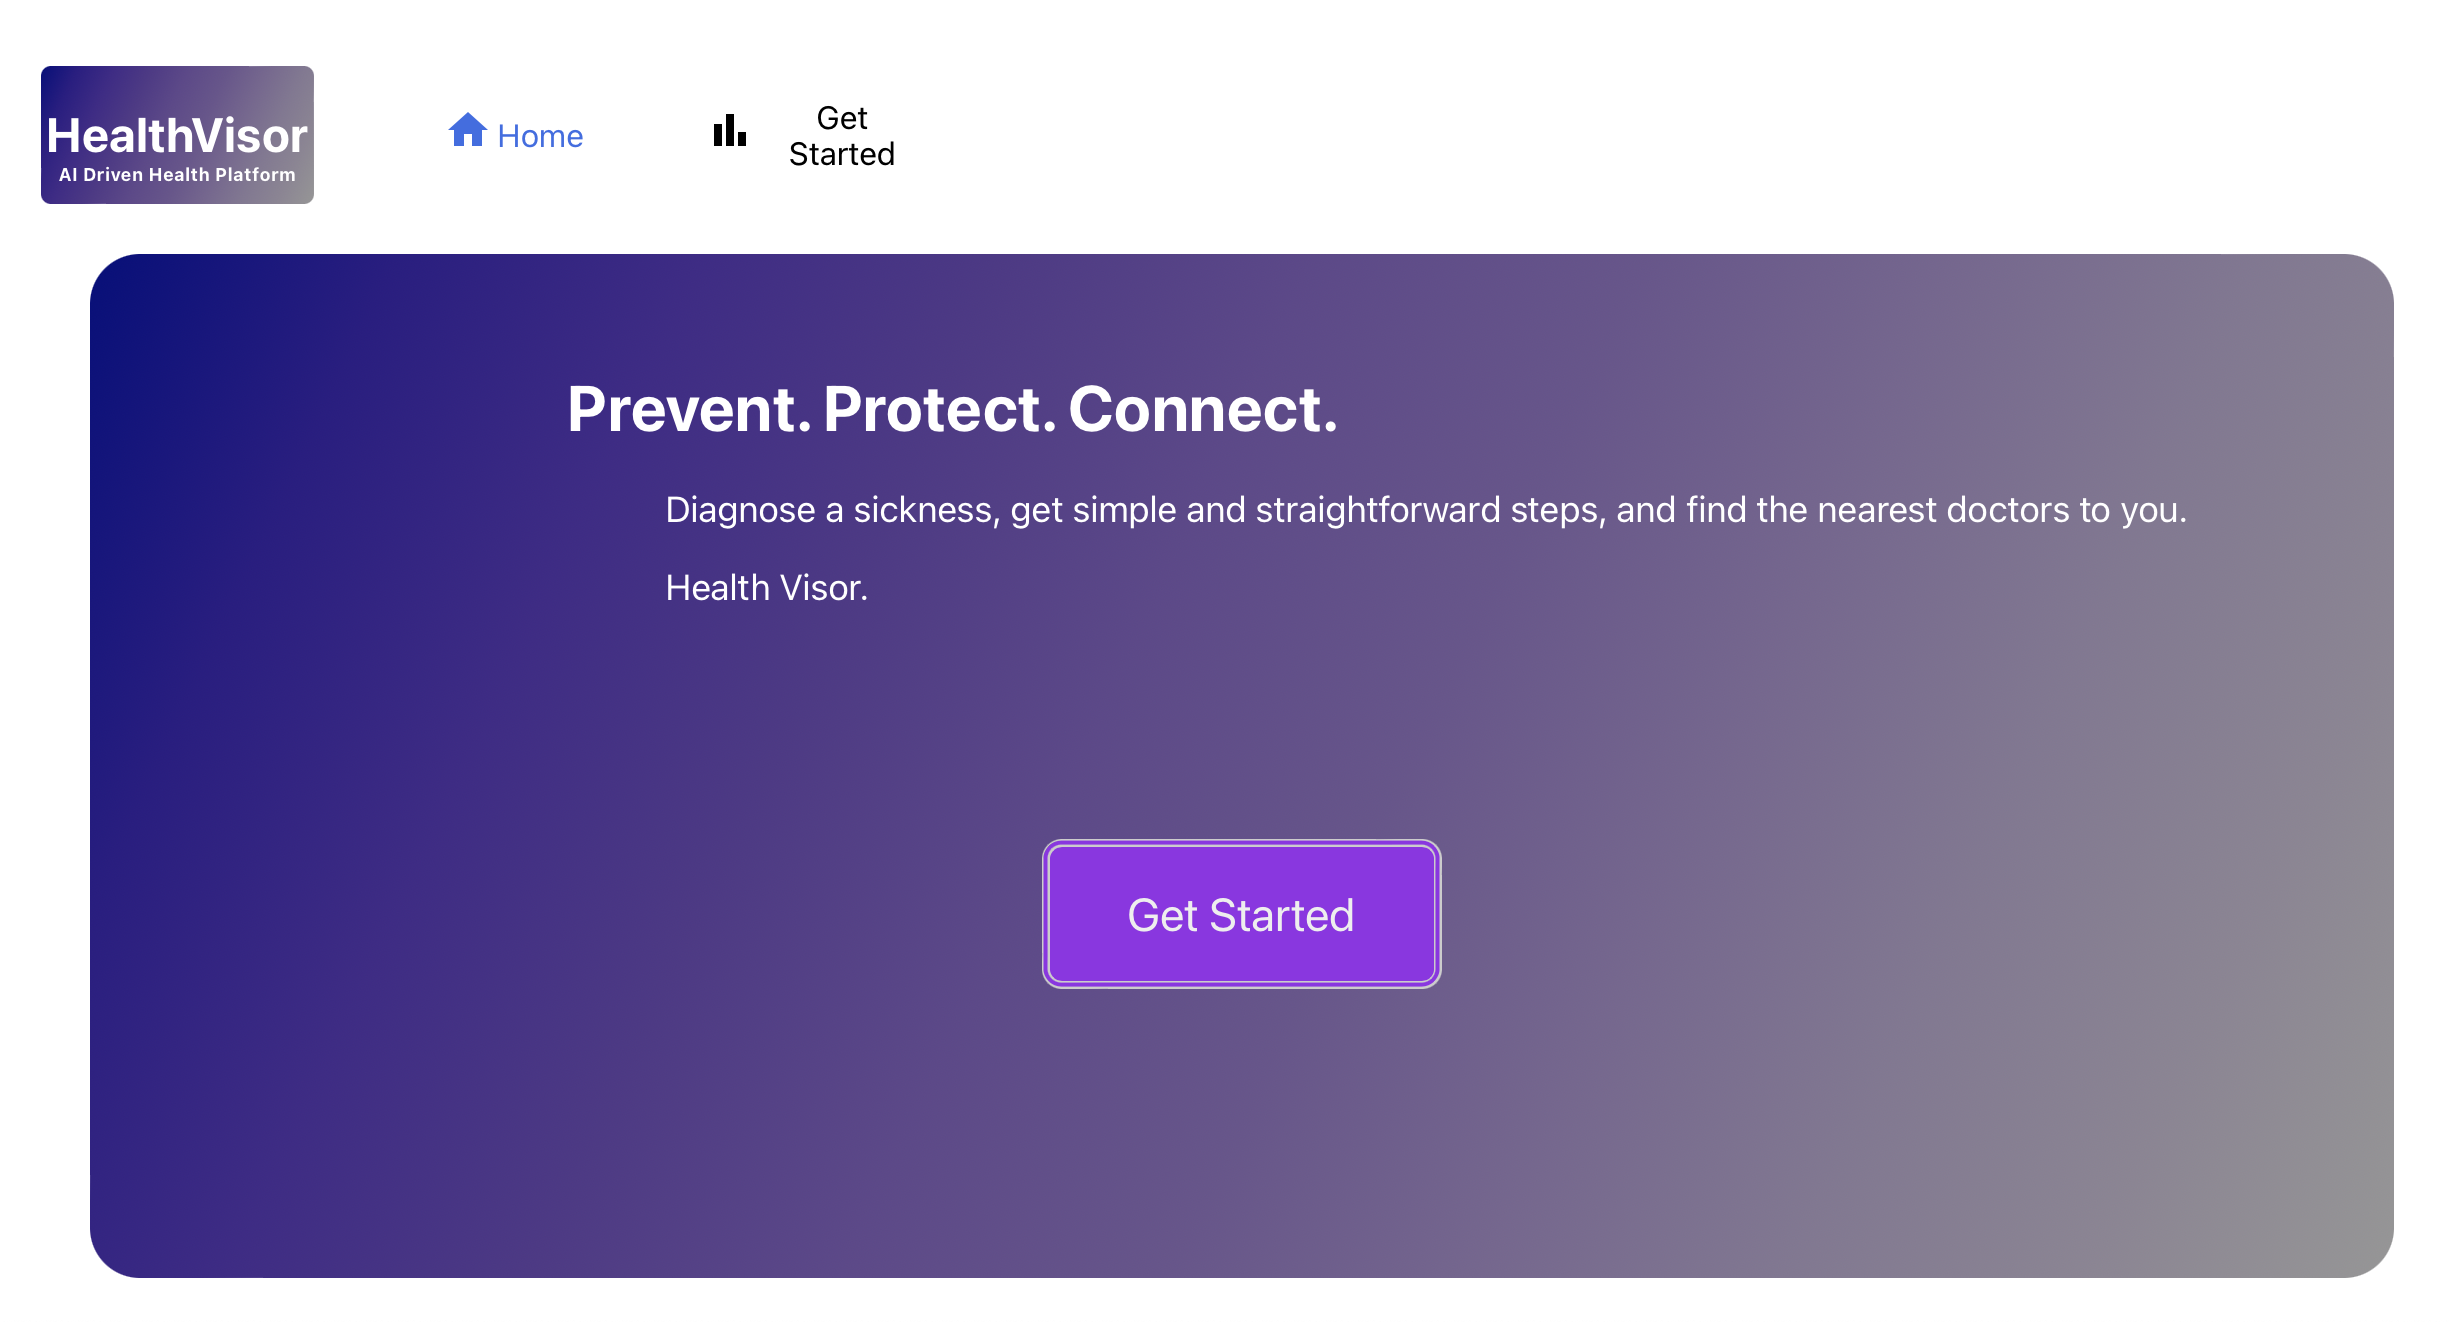 HealthVisor
AI Driven Health Platform
Home
Get
Started
Prevent. Protect. Connect.
Diagnose a sickness, get simple and straightforward steps, and find the nearest doctors to you.
Health Visor.
Get Started